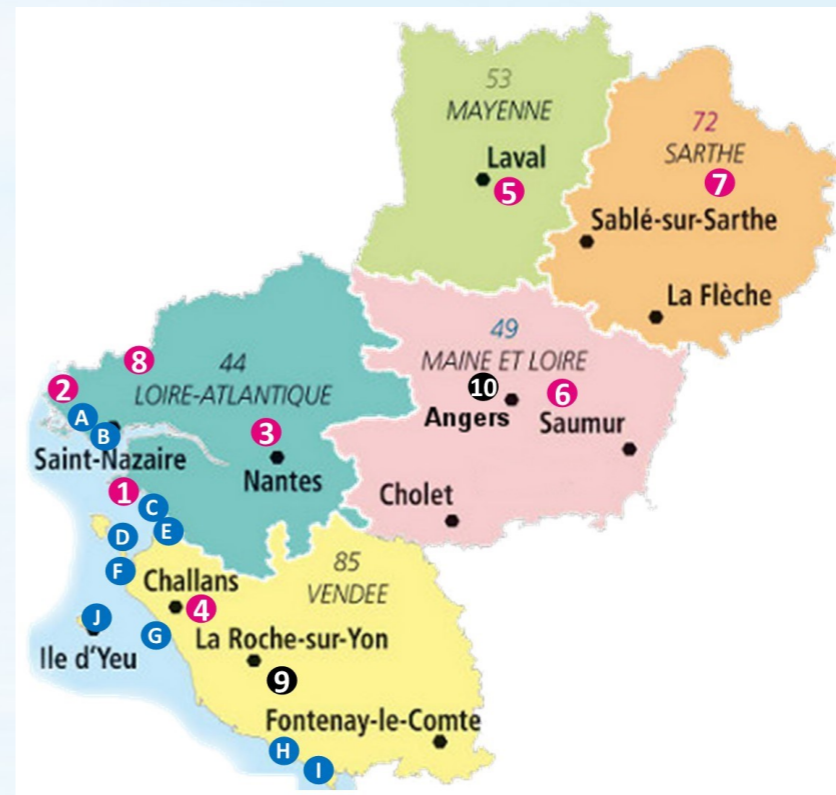 53
MAYENNE
Laval
5
72
SARTHE
7
Sablé-sur-Sarthe
La Flèche
8
2
44
LOIRE-ATLANTIQUE
A
B
Saint-Nazaire
3
Nantes
49
MAINE ET LOIRE
10
6
Angers
Saumur
Cholet
1
C
D
E
F
Challans
4
85
VENDEE
J
Ile d'Yeu
G
La Roche-sur-Yon
9
Fontenay-le-Comte
H
I